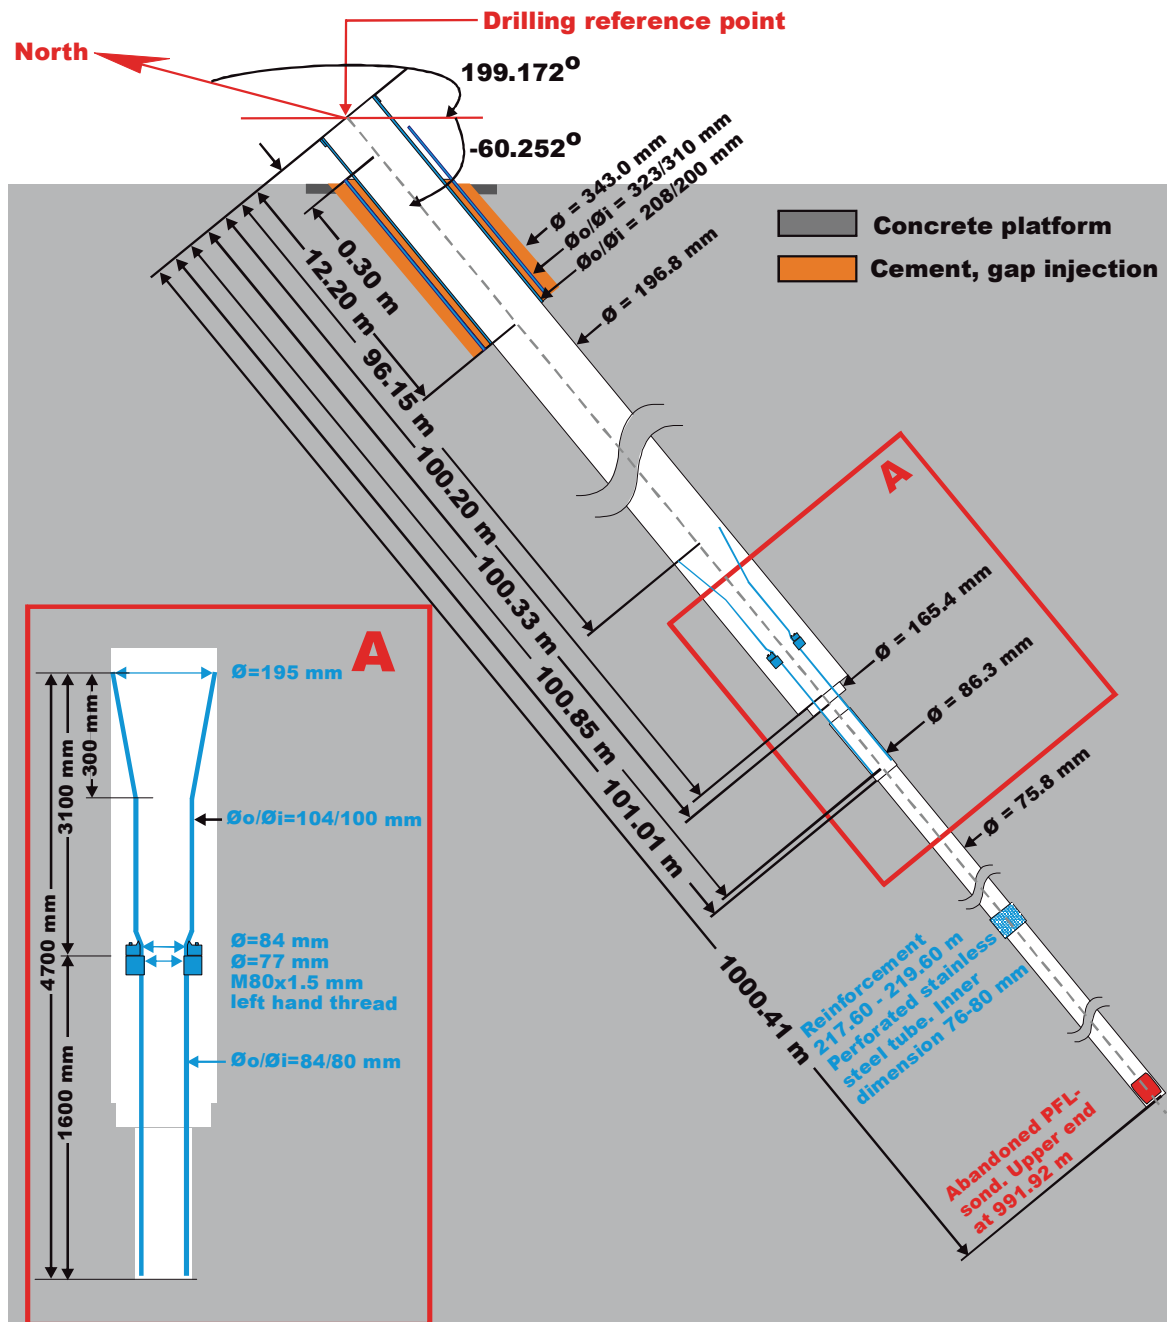 Drilling reference point
North
199.172°
-60.252°
Ø = 343.0 mm
Øo/Øi = 323/310 mm
Øo/Øi = 208/200 mm
Ø = 196.8 mm
Concrete platform
Cement, gap injection
0.30 m
12.20 m
96.15 m
100.20 m
100.33 m
100.85 m
101.01 m
1000.41 m
A
Ø = 165.4 mm
Ø = 86.3 mm
Ø = 75.8 mm
Reinforcement
217.60 - 219.60 m
Perforated stainless
steel tube. Inner
dimension 76-80 mm
Abandoned PFL-
sond. Upper end
at 991.92 m
A
Ø=195 mm
300 mm
3100 mm
4700 mm
1600 mm
Øo/Øi=104/100 mm
Ø=84 mm
Ø=77 mm
M80x1.5 mm
left hand thread
Øo/Øi=84/80 mm